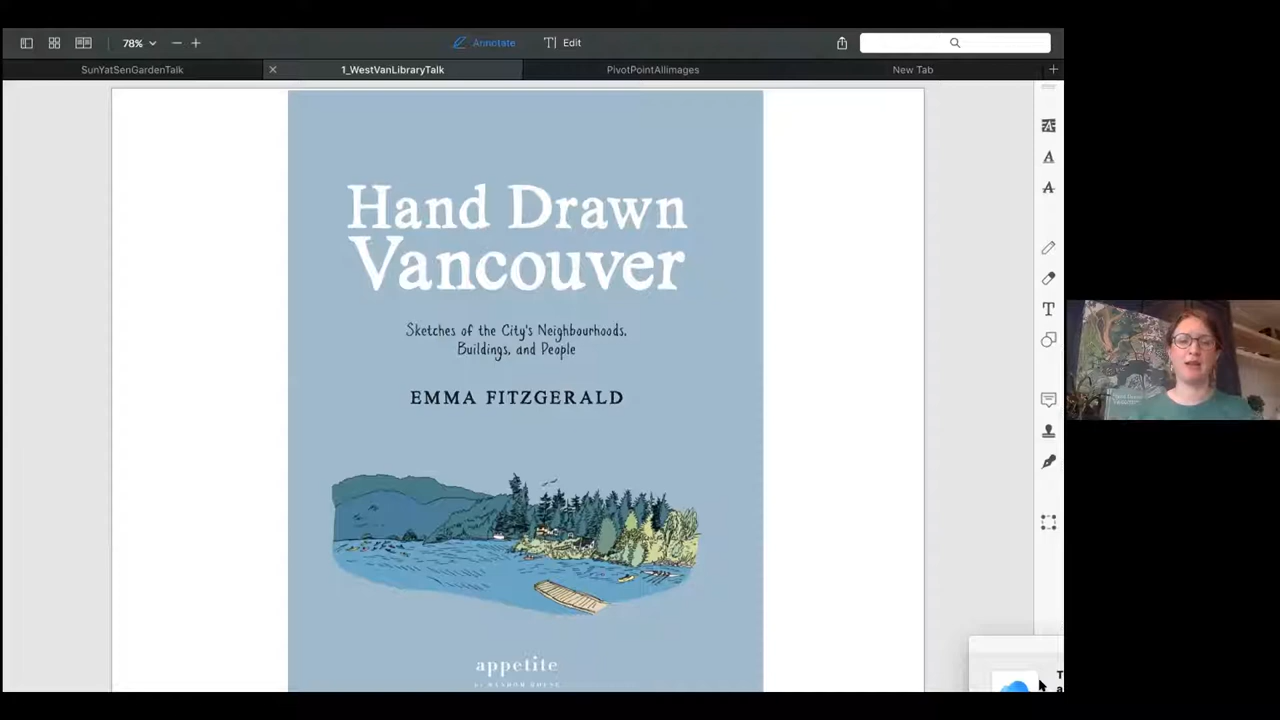 78%
Annotate
T Edit
SunYatSenGardenTalk
1_WestVanLibraryTalk
PivotPointAllimages
New Tab
Hand Drawn
Vancouver
Sketches of the City's Neighbourhoods,
Buildings, and People
EMMA FITZGERALD
appetite